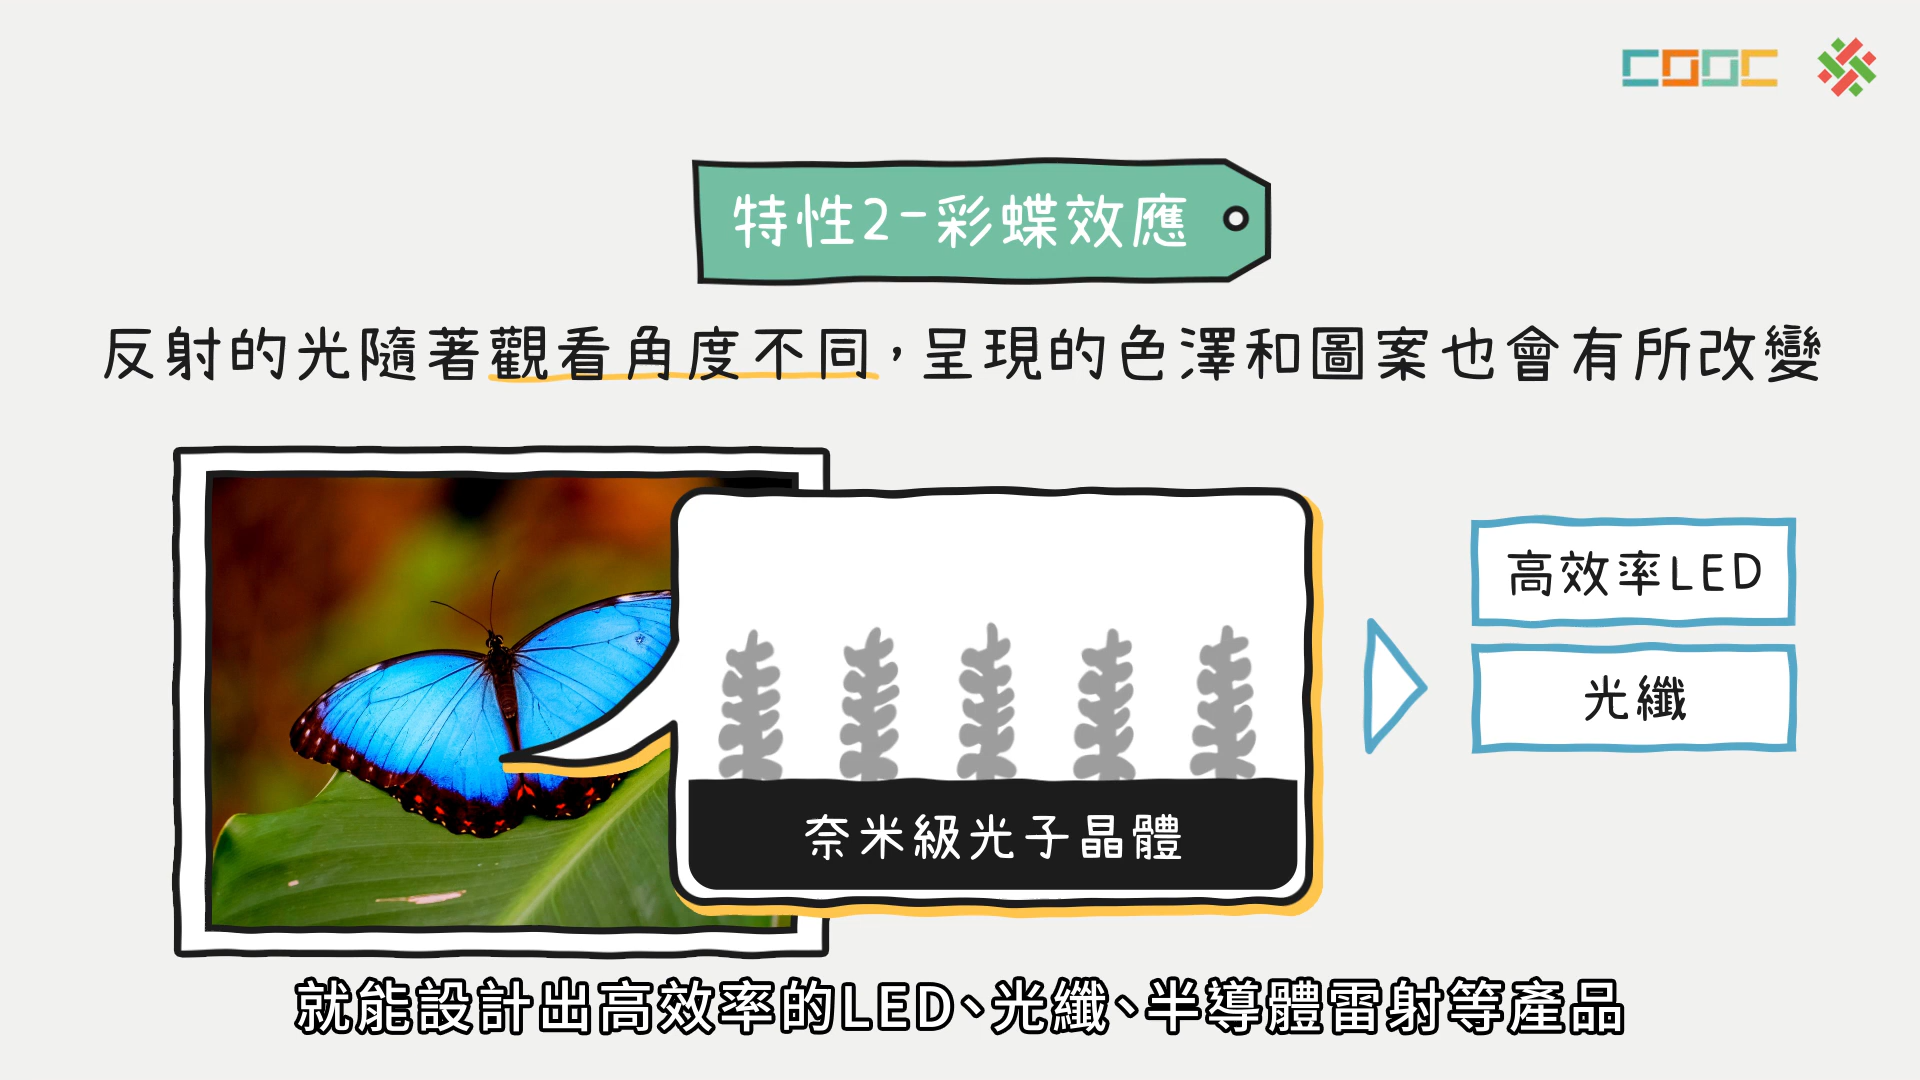 COOC
特性2-彩蝶效應
反射的光隨著觀看角度不同，呈現的色澤和圖案也會有所改變
高效率LED
光纖
奈米級光子晶體
就能設計出高效率的LED、光纖、半導體雷射等產品